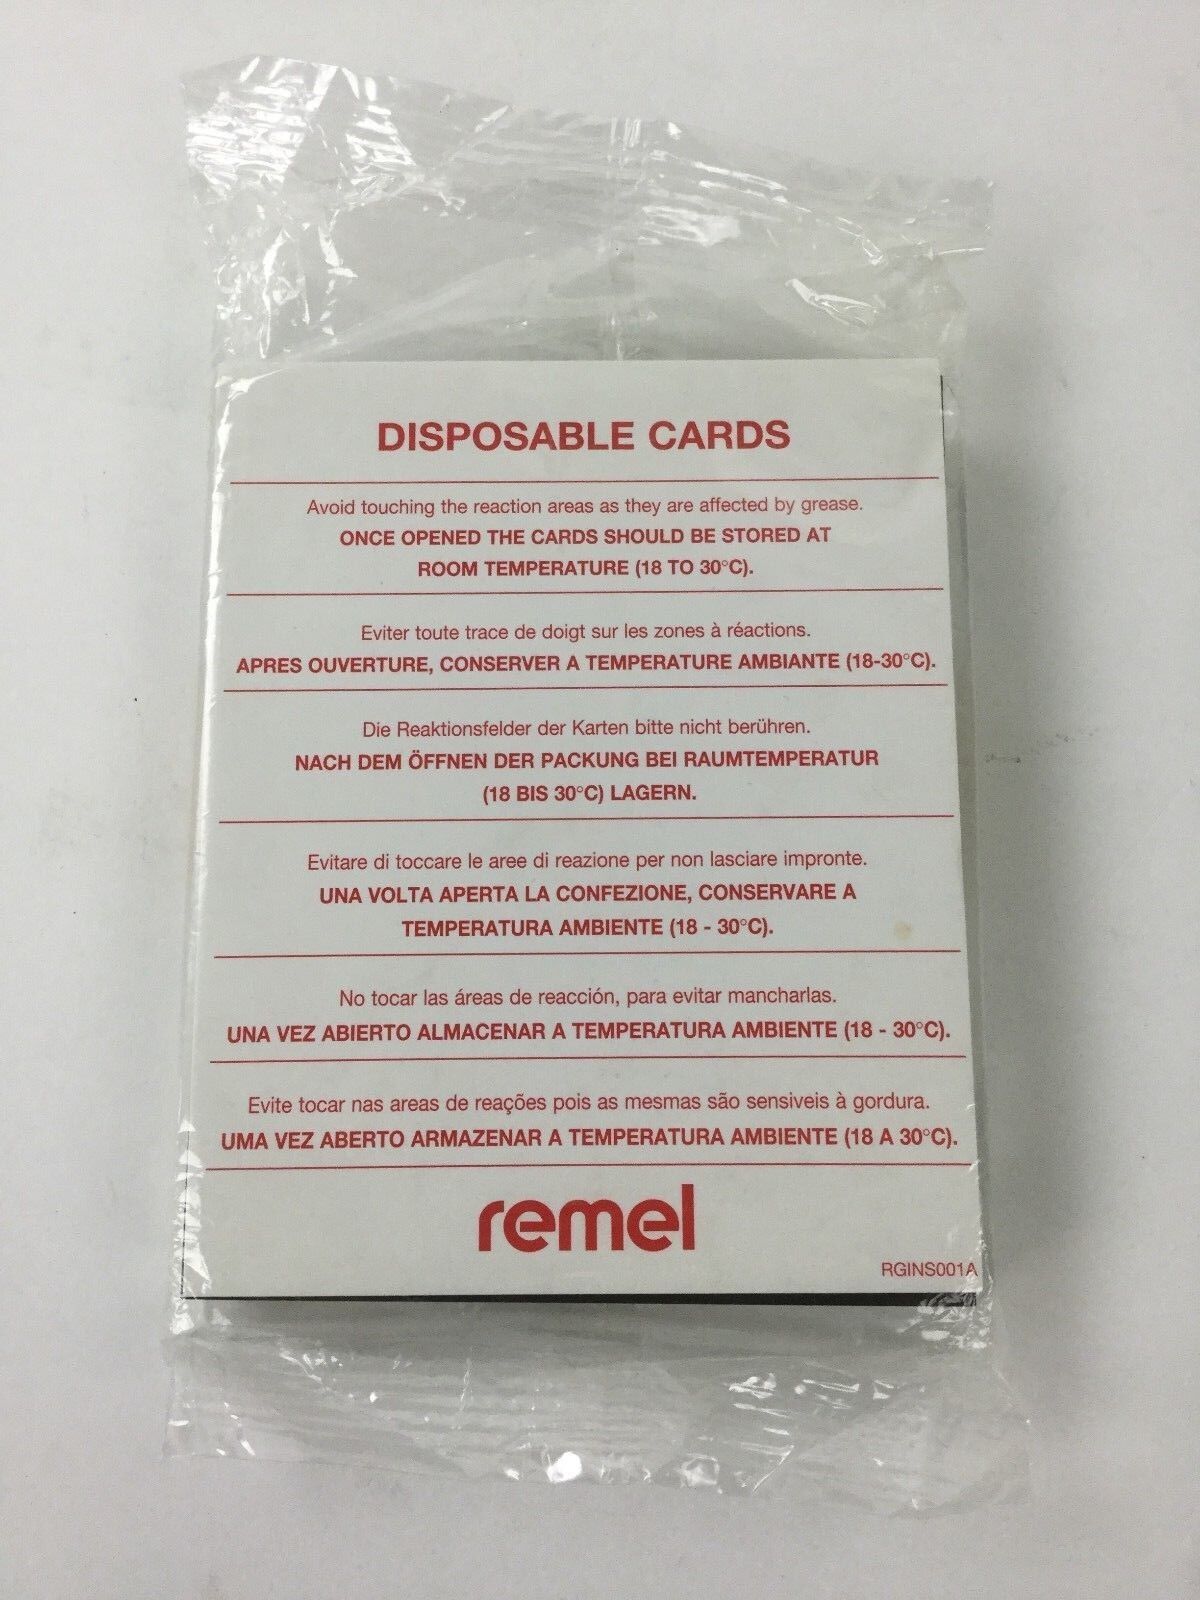 DISPOSABLE CARDS
Avoid touching the reaction areas as they are affected by grease.
ONCE OPENED THE CARDS SHOULD BE STORED AT
ROOM TEMPERATURE (18 TO 30°C).
Eviter toute trace de doigt sur les zones à réactions.
APRES OUVERTURE, CONSERVER A TEMPERATURE AMBIANTE (18-30°C).
Die Reaktionsfelder der Karten bitte nicht berühren.
NACH DEM ÖFFNEN DER PACKUNG BEI RAUMTEMPERATUR
(18 BIS 30°C) LAGERN.
Evitare di toccare le aree di reazione per non lasciare impronte.
UNA VOLTA APERTA LA CONFEZIONE, CONSERVARE A
TEMPERATURA AMBIENTE (18 - 30°C).
No tocar las áreas de reacción, para evitar mancharlas.
UNA VEZ ABIERTO ALMACENAR A TEMPERATURA AMBIENTE (18 - 30°C).
Evite tocar nas areas de reações pois as mesmas são sensiveis à gordura.
UMA VEZ ABERTO ARMAZENAR A TEMPERATURA AMBIENTE (18 A 30°C).
remel
RGINS001A